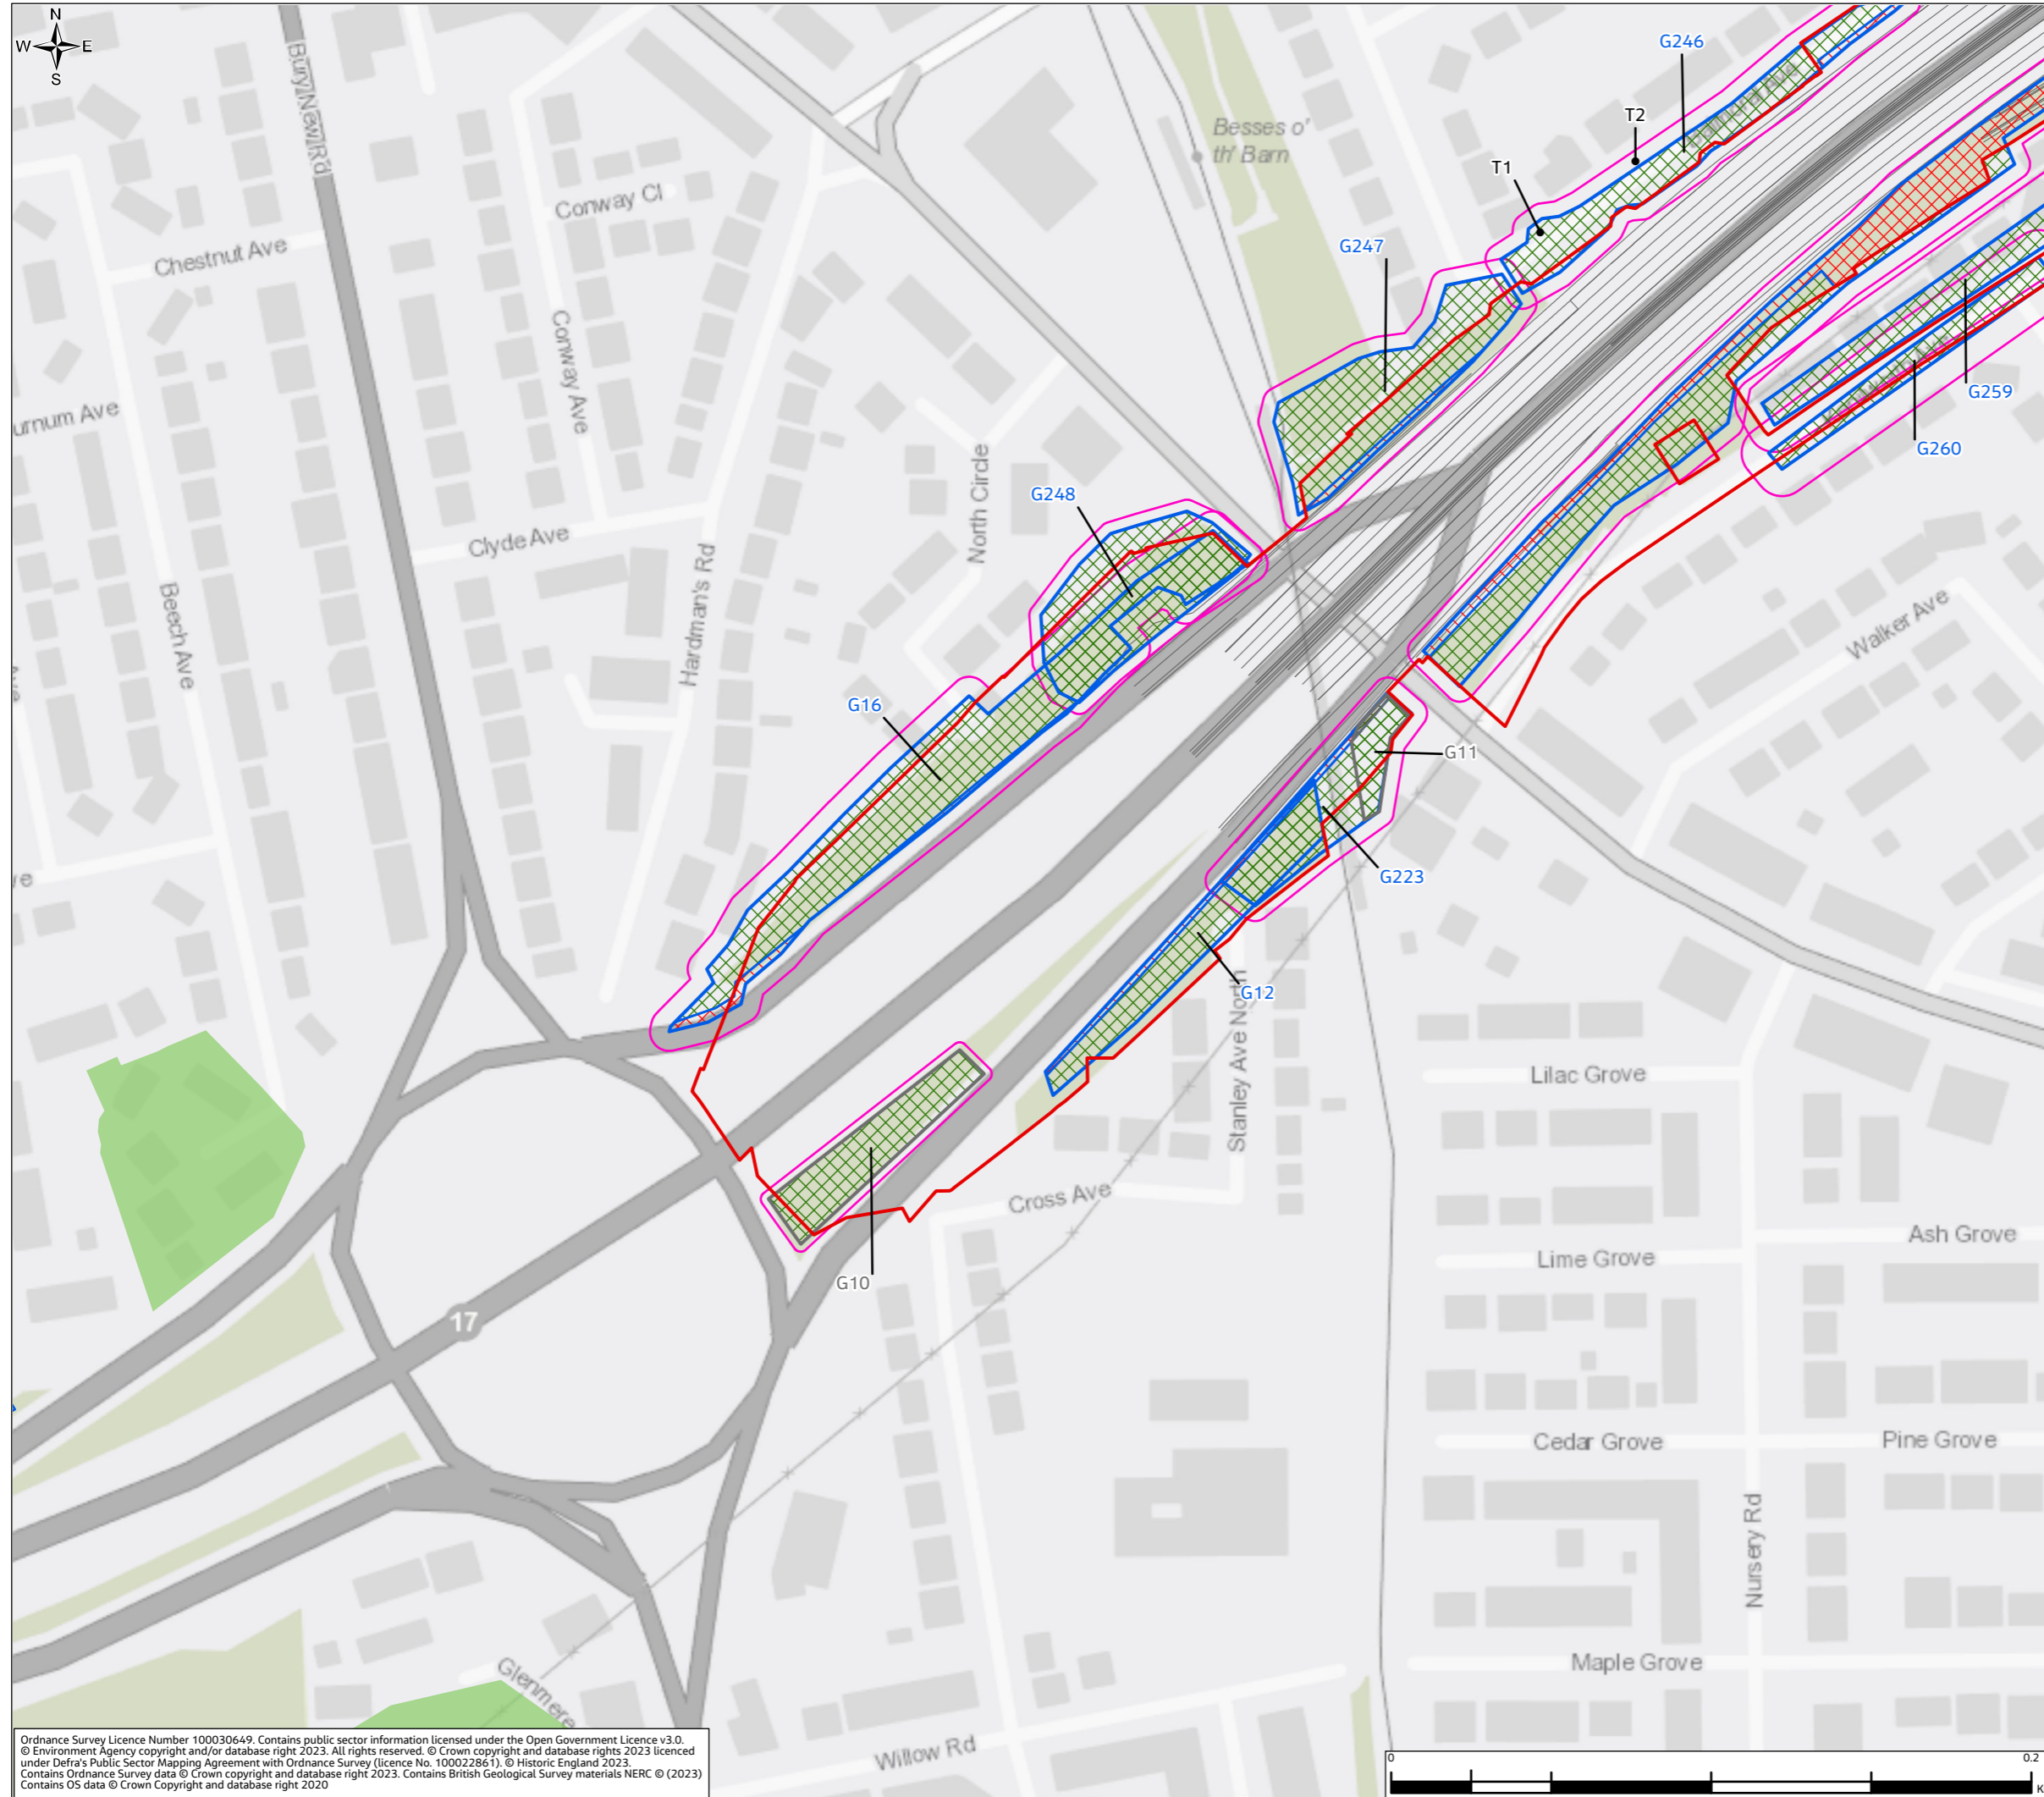 N
W E
S
G246
Bury New Rd
T2
Besses o'
th' Barn
T1
Conway Cl
G247
Chestnut Ave
Conway Ave
G259
urnum Ave
G260
North Circle
G248
Clyde Ave
Hardman's Rd
Beech Ave
Walker Ave
G16
G11
G223
G12
Stanley Ave North
Lilac Grove
Cross Ave
Ash Grove
Lime Grove
G10
17
Cedar Grove
Pine Grove
Nursery Rd
Maple Grove
Glenmere
Willow Rd
Ordnance Survey Licence Number 100030649. Contains public sector information licensed under the Open Government Licence v3.0.
© Environment Agency copyright and/or database right 2023. All rights reserved. © Crown copyright and database rights 2023 licenced
under Defra's Public Sector Mapping Agreement with Ordnance Survey (licence No. 100022861). © Historic England 2023.
Contains Ordnance Survey data © Crown copyright and database right 2023. Contains British Geological Survey materials NERC © (2023)
Contains OS data © Crown Copyright and database right 2020
0 0.2
K